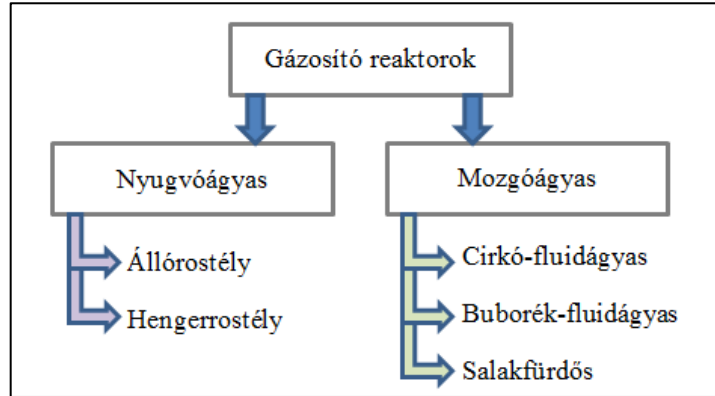 Gázosító reaktorok
Nyugvóágyas
Mozgóágyas
Állórostély
Hengerrostély
Cirkó-fluidágyas
Buborék-fluidágyas
Salakfürdős